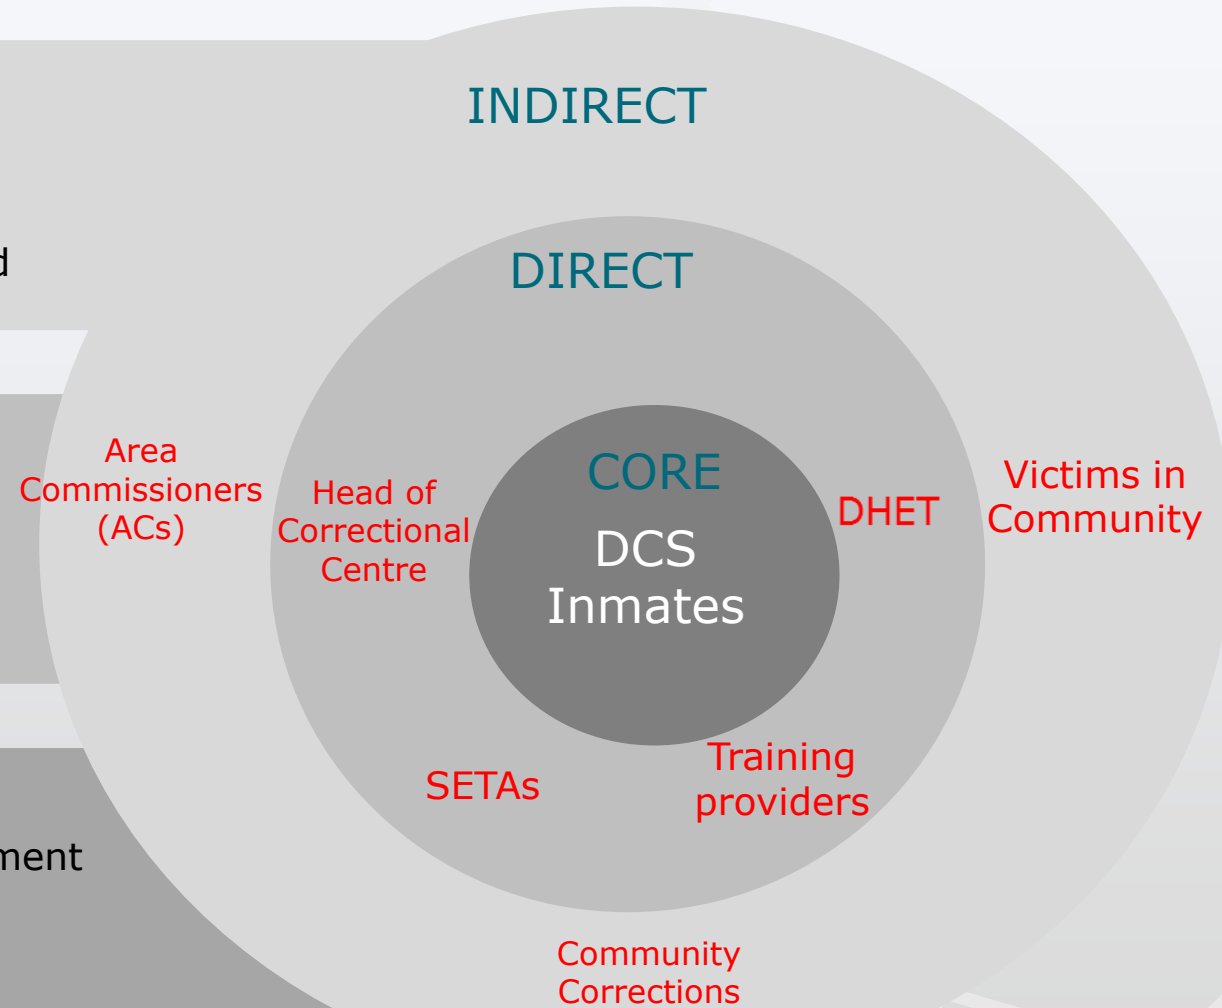 INDIRECT
DIRECT
Area
Commissioners
(ACs)
Head of
Correctional
Centre
CORE
DCS
Inmates
DHET
Victims in
Community
SETAs
Training
providers
Community
Corrections